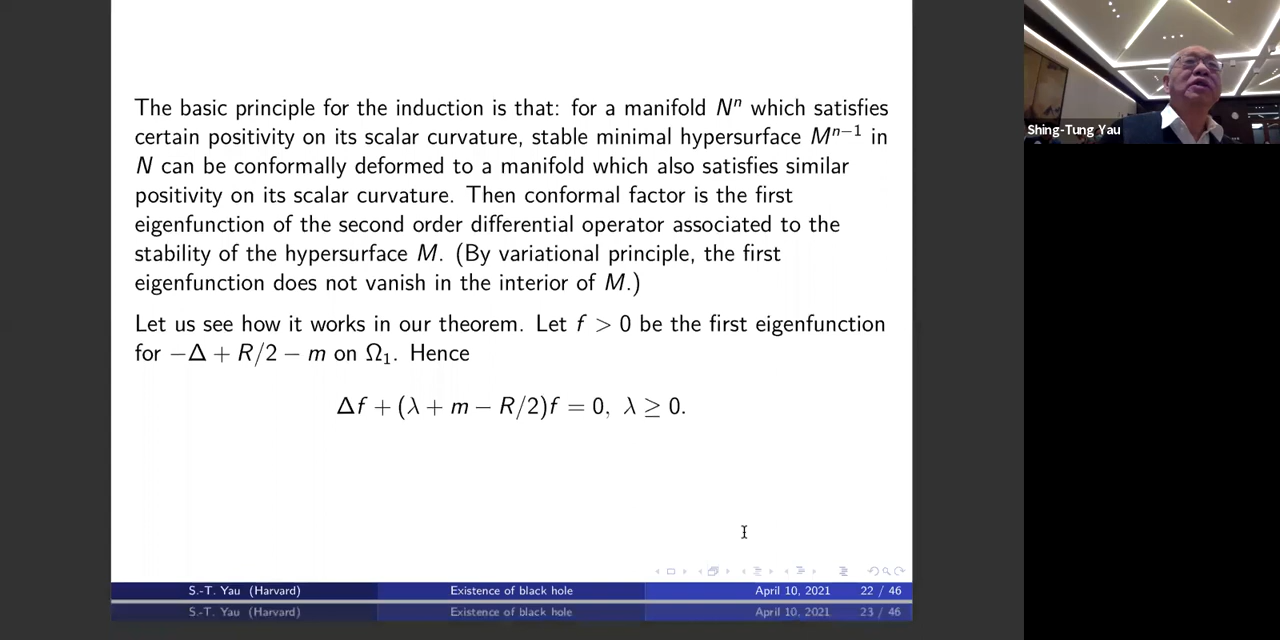 The basic principle for the induction is that: for a manifold Nⁿ which satisfies
certain positivity on its scalar curvature, stable minimal hypersurface Mⁿ⁻¹ in
N can be conformally deformed to a manifold which also satisfies similar
positivity on its scalar curvature. Then conformal factor is the first
eigenfunction of the second order differential operator associated to the
stability of the hypersurface M. (By variational principle, the first
eigenfunction does not vanish in the interior of M.)
Let us see how it works in our theorem. Let f > 0 be the first eigenfunction
for −Δ + R/2 − m on Ω₁. Hence
Δf + (λ + m − R/2)f = 0, λ ≥ 0.
S.-T. Yau (Harvard) Existence of black hole April 10, 2021 22 / 46
S.-T. Yau (Harvard) Existence of black hole April 10, 2021 23 / 46
Shing-Tung Yau